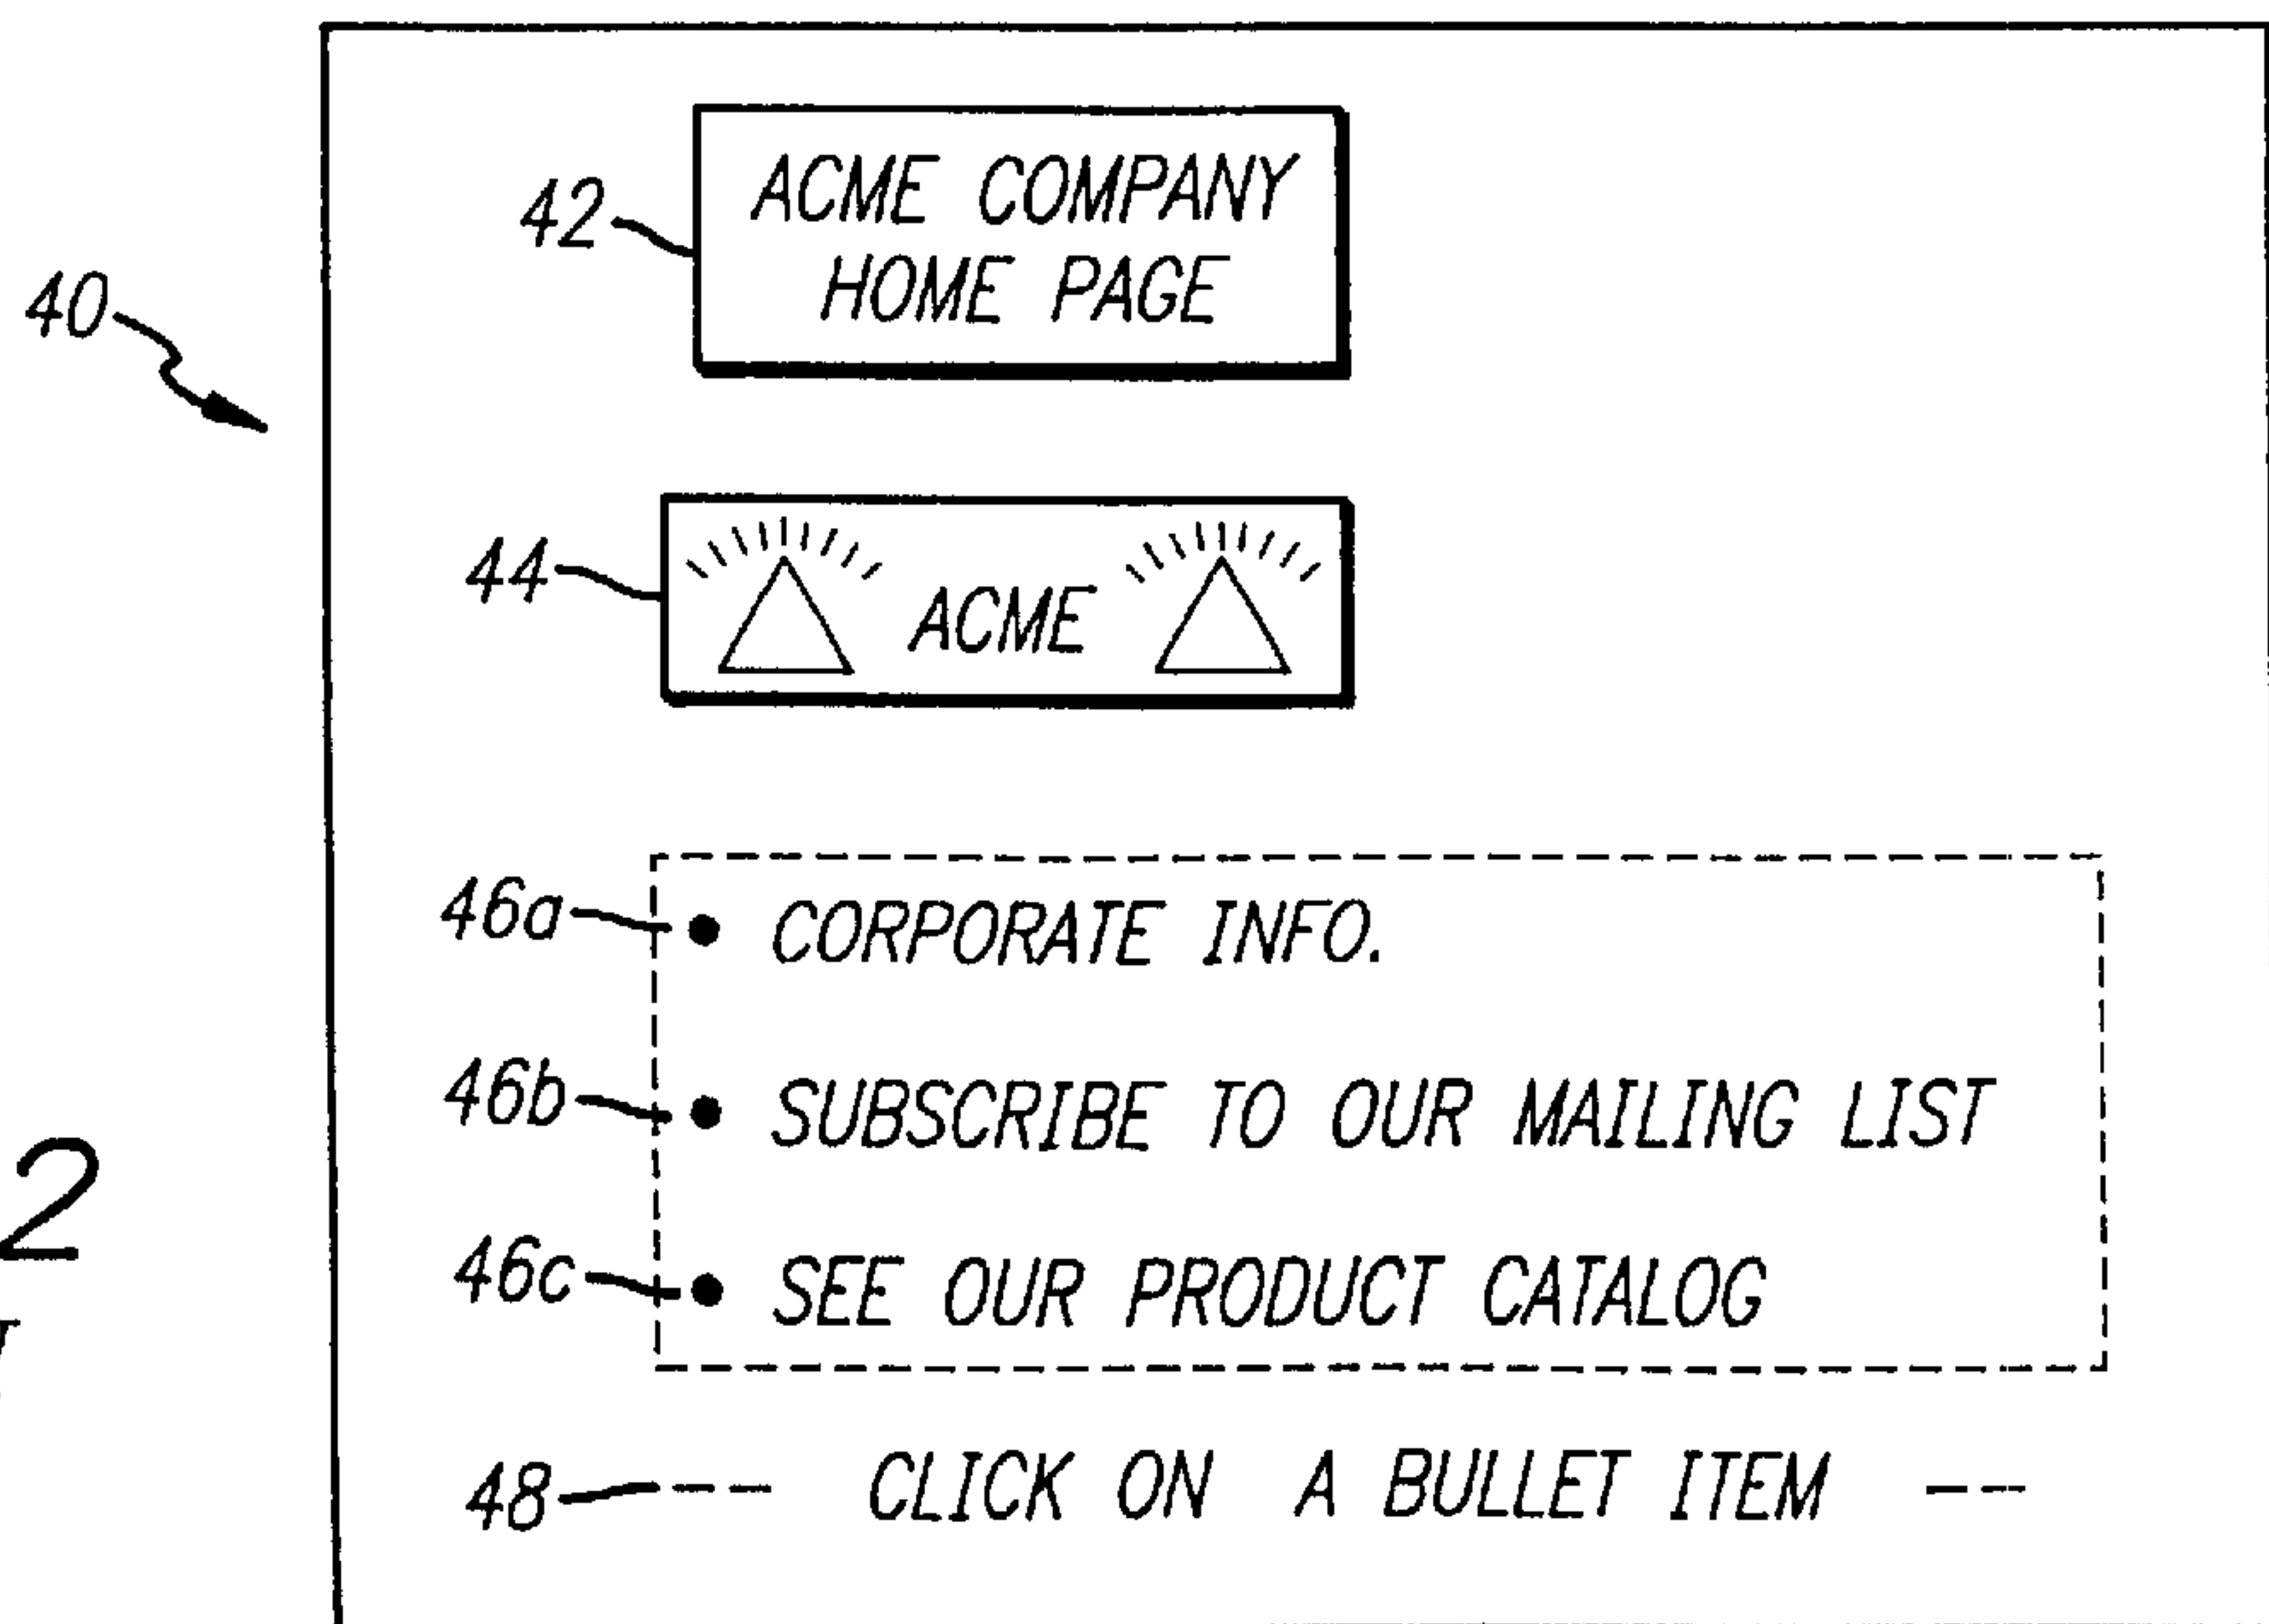 42
ACME COMPANY
HOME PAGE
40
44
ACME
46a
• CORPORATE INFO.
46b
• SUBSCRIBE TO OUR MAILING LIST
2
46c
• SEE OUR PRODUCT CATALOG
48
-- CLICK ON A BULLET ITEM --